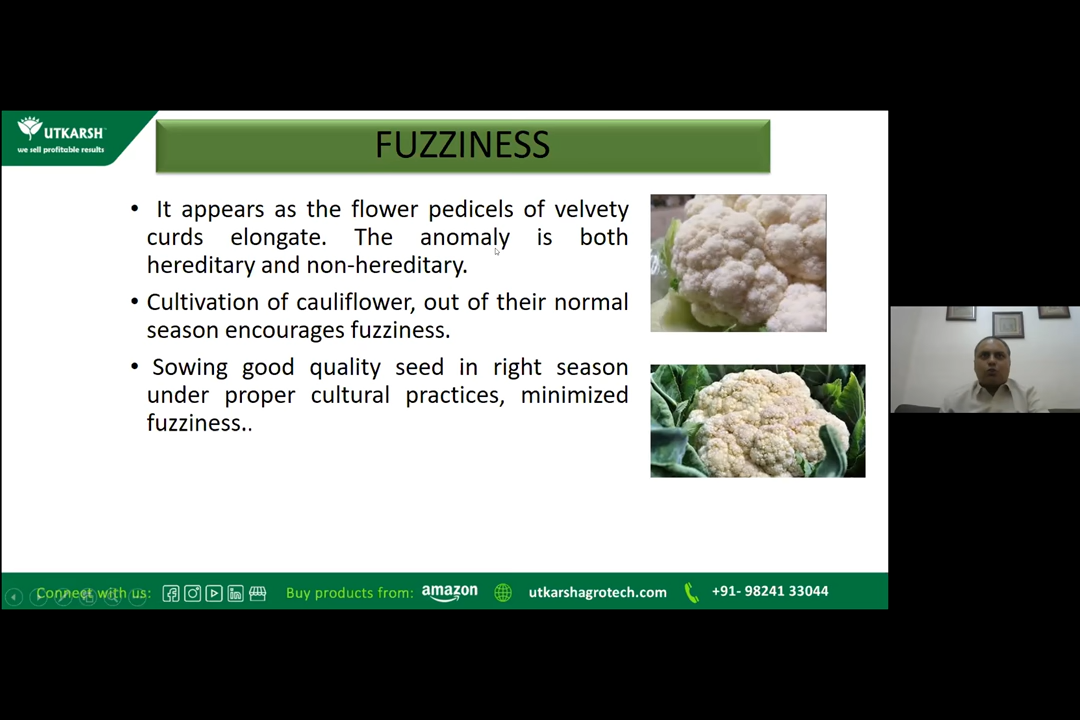 UTKARSH
we sell profitable results
FUZZINESS
• It appears as the flower pedicels of velvety
curds elongate. The anomaly is both
hereditary and non-hereditary.
• Cultivation of cauliflower, out of their normal
season encourages fuzziness.
• Sowing good quality seed in right season
under proper cultural practices, minimized
fuzziness..
Connect with us:
Buy products from: amazon
utkarshagrotech.com
+91- 98241 33044